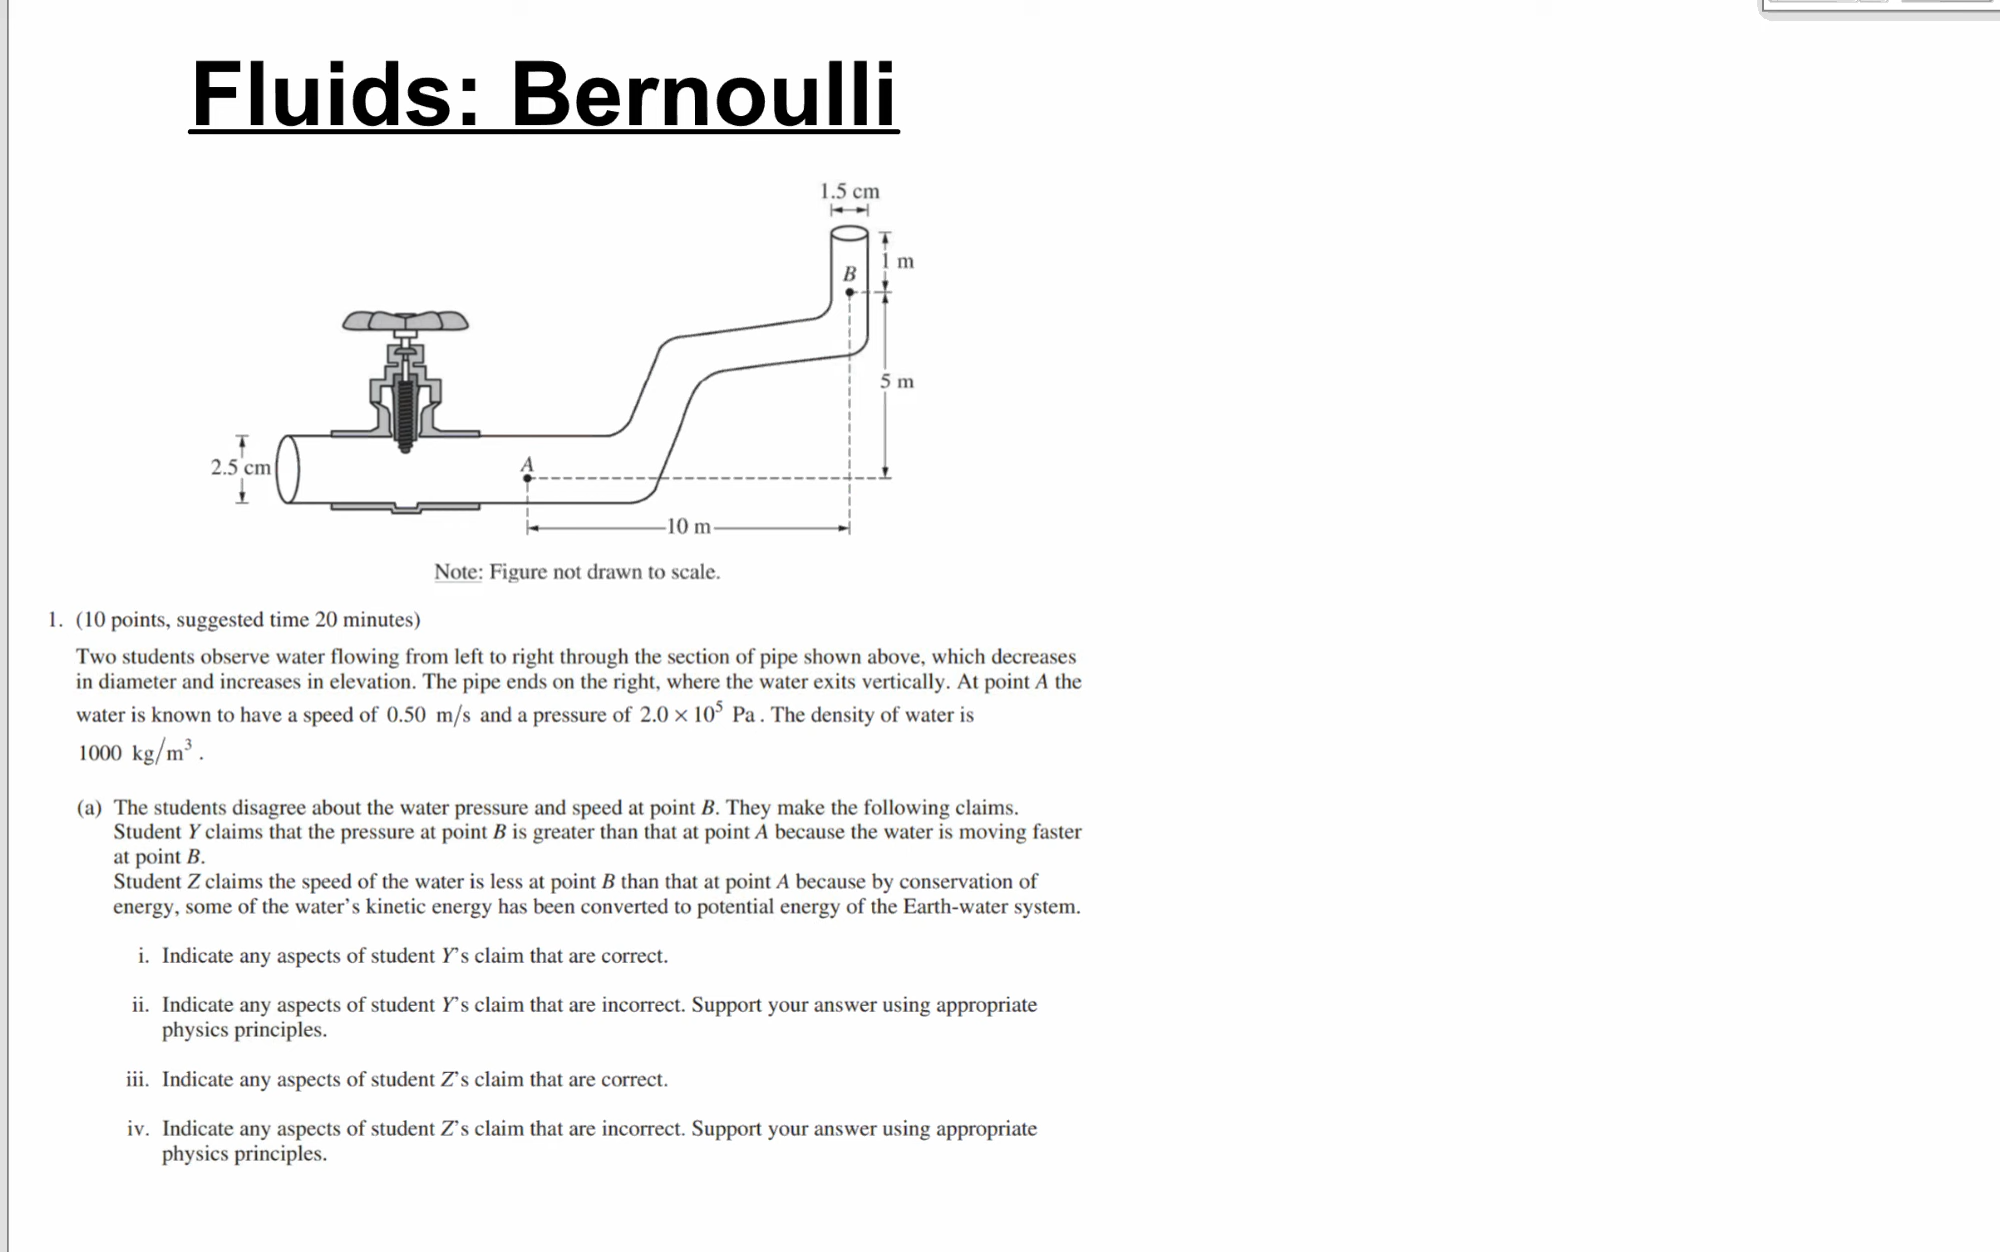 Fluids: Bernoulli
1.5 cm
B
1 m
5 m
2.5 cm
A
10 m
Note: Figure not drawn to scale.
1. (10 points, suggested time 20 minutes)
Two students observe water flowing from left to right through the section of pipe shown above, which decreases
in diameter and increases in elevation. The pipe ends on the right, where the water exits vertically. At point A the
water is known to have a speed of 0.50 m/s and a pressure of 2.0 × 10⁵ Pa. The density of water is
1000 kg/m³.
(a) The students disagree about the water pressure and speed at point B. They make the following claims.
Student Y claims that the pressure at point B is greater than that at point A because the water is moving faster
at point B.
Student Z claims the speed of the water is less at point B than that at point A because by conservation of
energy, some of the water's kinetic energy has been converted to potential energy of the Earth-water system.
i. Indicate any aspects of student Y's claim that are correct.
ii. Indicate any aspects of student Y's claim that are incorrect. Support your answer using appropriate
physics principles.
iii. Indicate any aspects of student Z's claim that are correct.
iv. Indicate any aspects of student Z's claim that are incorrect. Support your answer using appropriate
physics principles.